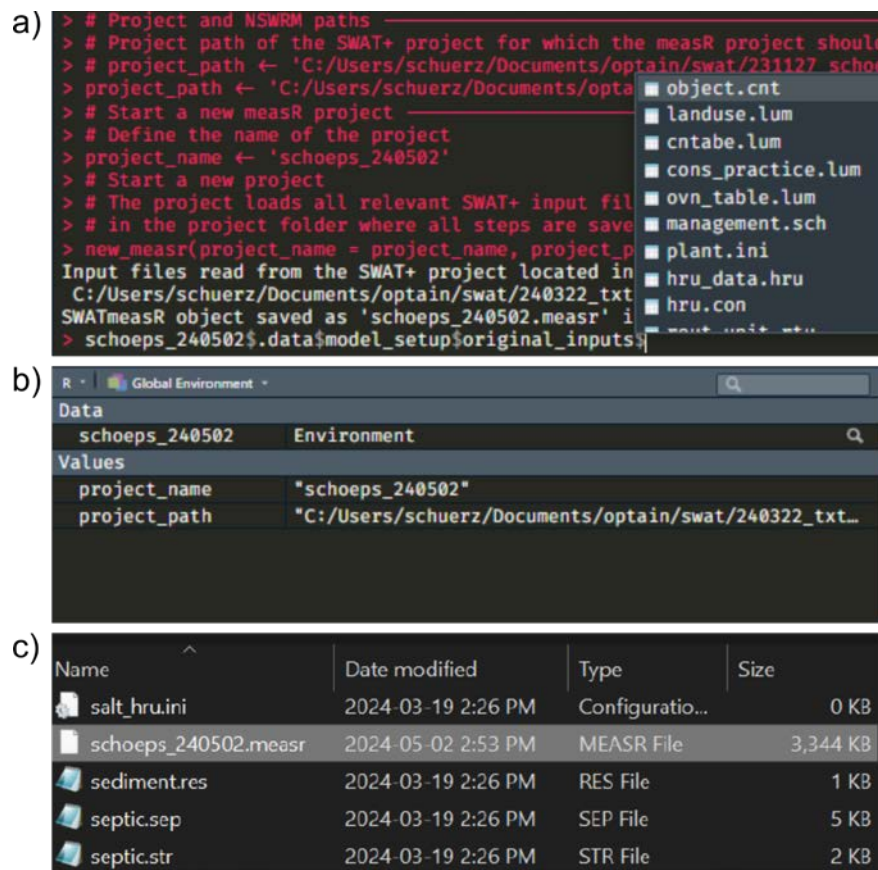 a)
> # Project and NSWRM paths
> # Project path of the SWAT+ project for which the measR project shoul
> # project_path ← 'C:/Users/schuerz/Documents/optain/swat/231127_schoe
> project_path ← 'C:/Users/schuerz/Documents/opta
> # Start a new measR project
> # Define the name of the project
> project_name ← 'schoeps_240502'
> # Start a new project
> # The project loads all relevant SWAT+ input fil
> # in the project folder where all steps are save
> new_measr(project_name = project_name, project_p
Input files read from the SWAT+ project located in
C:/Users/schuerz/Documents/optain/swat/240322_txt
SWATmeasR object saved as 'schoeps_240502.measr' i
> schoeps_240502$.data$model_setup$original_inputs$
object.cnt
landuse.lum
cntabe.lum
cons_practice.lum
ovn_table.lum
management.sch
plant.ini
hru_data.hru
hru.con
b)
R Global Environment
Data
schoeps_240502 Environment
Values
project_name "schoeps_240502"
project_path "C:/Users/schuerz/Documents/optain/swat/240322_txt…
c)
Name Date modified Type Size
salt_hru.ini 2024-03-19 2:26 PM Configuratio... 0 KB
schoeps_240502.measr 2024-05-02 2:53 PM MEASR File 3,344 KB
sediment.res 2024-03-19 2:26 PM RES File 1 KB
septic.sep 2024-03-19 2:26 PM SEP File 5 KB
septic.str 2024-03-19 2:26 PM STR File 2 KB